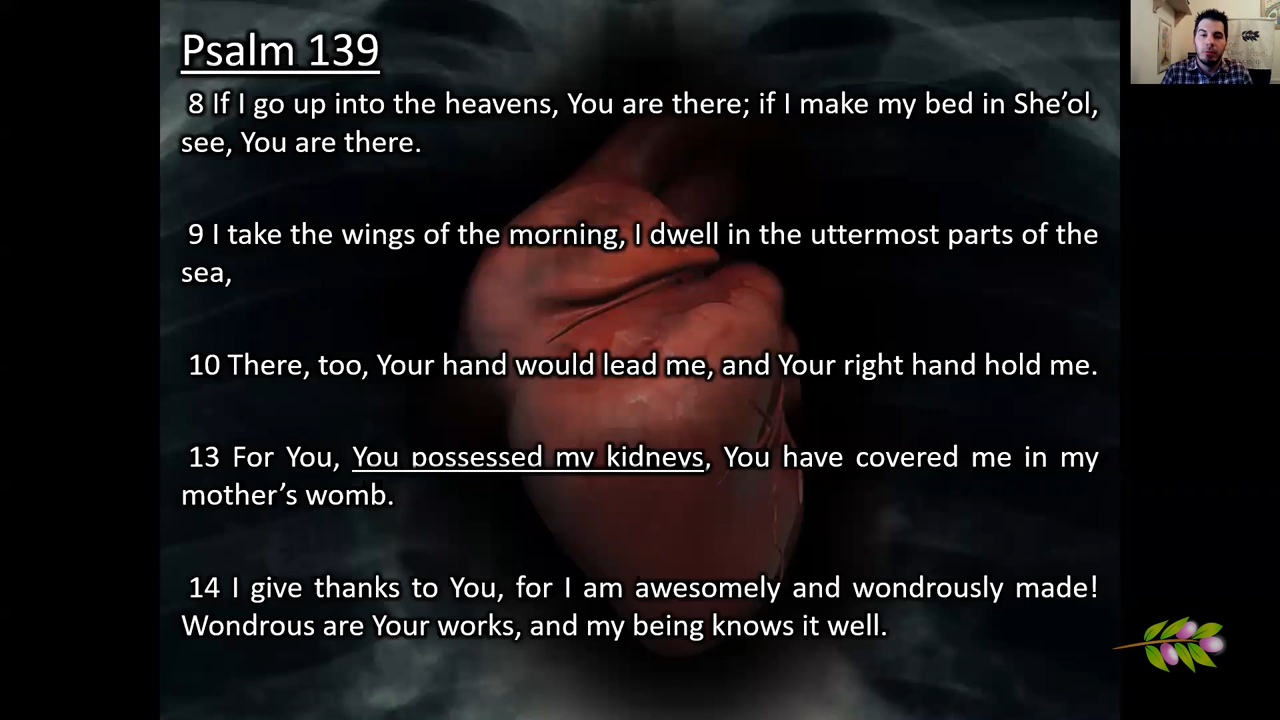 Psalm 139
8 If I go up into the heavens, You are there; if I make my bed in She’ol,
see, You are there.
9 I take the wings of the morning, I dwell in the uttermost parts of the
sea,
10 There, too, Your hand would lead me, and Your right hand hold me.
13 For You, You possessed my kidneys, You have covered me in my
mother’s womb.
14 I give thanks to You, for I am awesomely and wondrously made!
Wondrous are Your works, and my being knows it well.